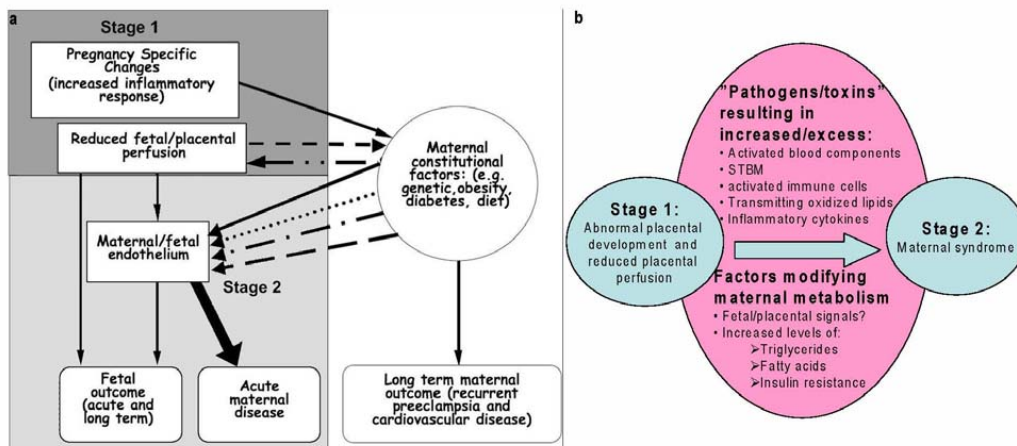 a
Stage 1
Pregnancy Specific
Changes
(increased inflammatory
response)
Reduced fetal/placental
perfusion
Maternal
constitutional
factors: (e.g.
genetic,obesity,
diabetes, diet)
Maternal/fetal
endothelium
Stage 2
Fetal
outcome
(acute and
long term)
Acute
maternal
disease
Long term maternal
outcome (recurrent
preeclampsia and
cardiovascular disease)
b
"Pathogens/toxins"
resulting in
increased/excess:
• Activated blood components
• STBM
• activated immune cells
• Transmitting oxidized lipids
• Inflammatory cytokines
Stage 1:
Abnormal placental
development and
reduced placental
perfusion
Stage 2:
Maternal syndrome
Factors modifying
maternal metabolism
• Fetal/placental signals?
• Increased levels of:
➢Triglycerides
➢Fatty acids
➢Insulin resistance